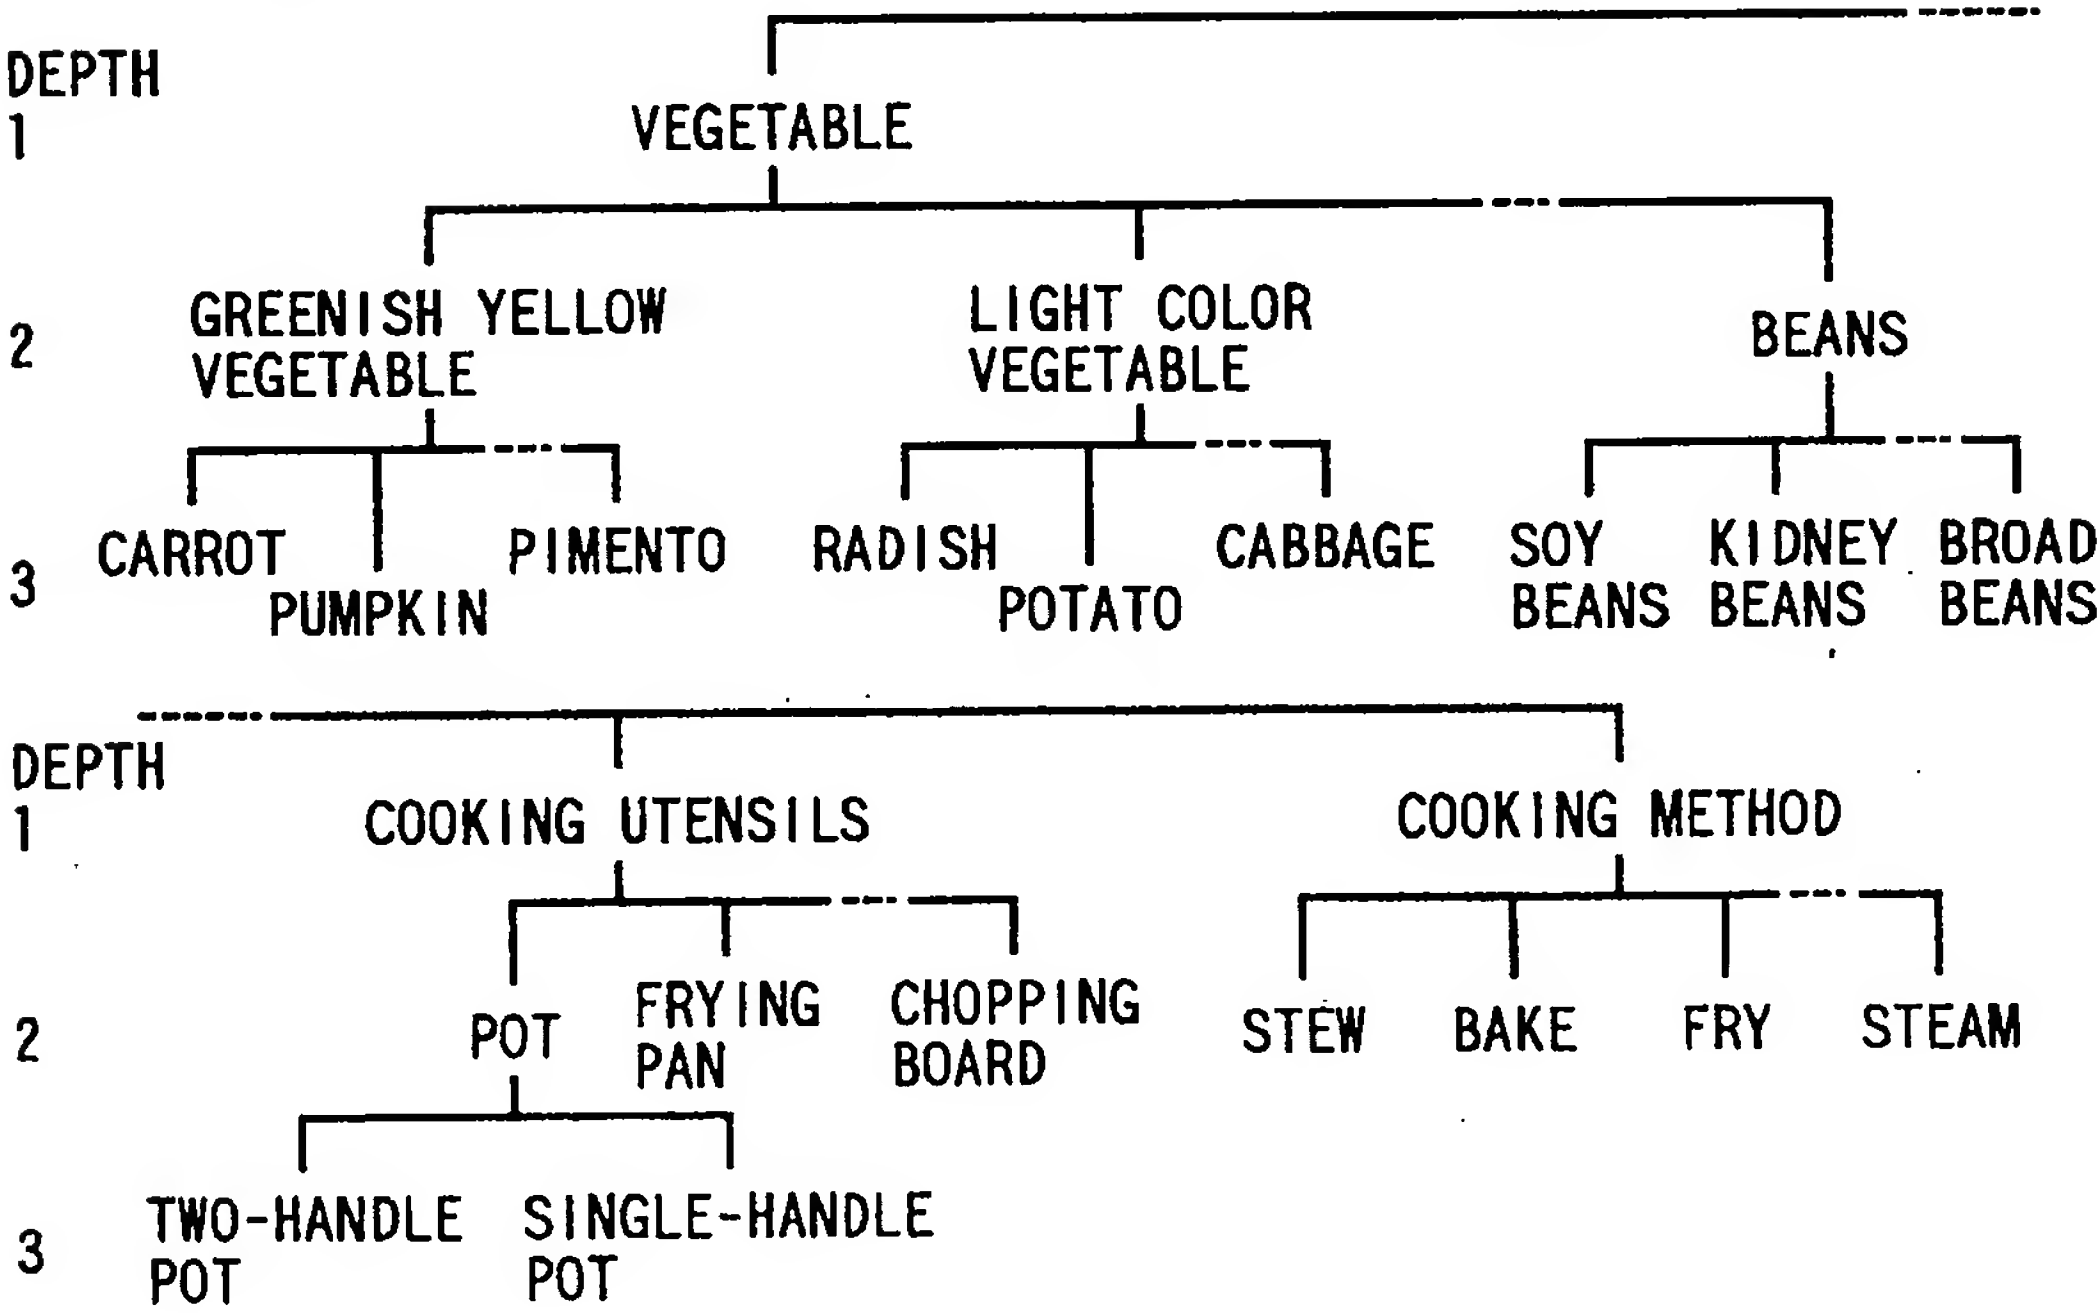 DEPTH
1
VEGETABLE
2
GREENISH YELLOW
VEGETABLE
LIGHT COLOR
VEGETABLE
BEANS
3
CARROT
PUMPKIN
PIMENTO
RADISH
POTATO
CABBAGE
SOY
BEANS
KIDNEY
BEANS
BROAD
BEANS
DEPTH
1
COOKING UTENSILS
COOKING METHOD
2
POT
FRYING
PAN
CHOPPING
BOARD
STEW
BAKE
FRY
STEAM
3
TWO-HANDLE
POT
SINGLE-HANDLE
POT